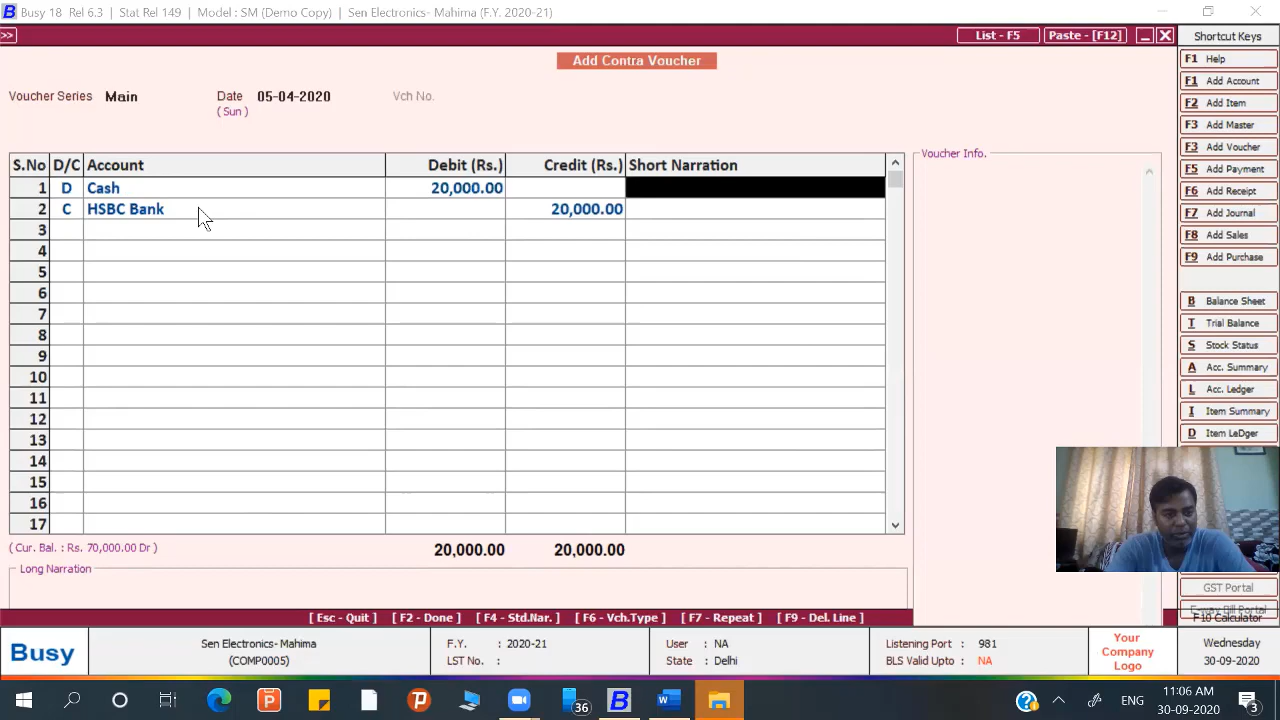 Busy 18 Rel 6.3 | Stat Rel 149 | Model : SM (Demo Copy) | Sen Electronics- Mahima (F.Y. 2020-21)
>> List - F5 Paste - [F12] Shortcut Keys
Add Contra Voucher
F1 Help
F1 Add Account
F2 Add Item
F3 Add Master
F3 Add Voucher
F5 Add Payment
F6 Add Receipt
F7 Add Journal
F8 Add Sales
F9 Add Purchase
B Balance Sheet
T Trial Balance
S Stock Status
A Acc. Summary
L Acc. Ledger
I Item Summary
D Item LeDger
GST Portal
F10 Calculator
Voucher Series Main Date 05-04-2020 Vch No.
( Sun )
Voucher Info.
S.No D/C Account Debit (Rs.) Credit (Rs.) Short Narration
1 D Cash 20,000.00
2 C HSBC Bank 20,000.00
3
4
5
6
7
8
9
10
11
12
13
14
15
16
17
( Cur. Bal. : Rs. 70,000.00 Dr ) 20,000.00 20,000.00
Long Narration
[ Esc - Quit ] [ F2 - Done ] [ F6 - Vch.Type ] [ F7 - Repeat ] [ F9 - Del. Line ]
Busy
Sen Electronics- Mahima
(COMP0005)
F.Y. : 2020-21
LST No. :
User : NA
State : Delhi
Listening Port : 981
BLS Valid Upto : NA
Your
Company
Logo
Wednesday
30-09-2020
36
ENG
11:06 AM
30-09-2020
3